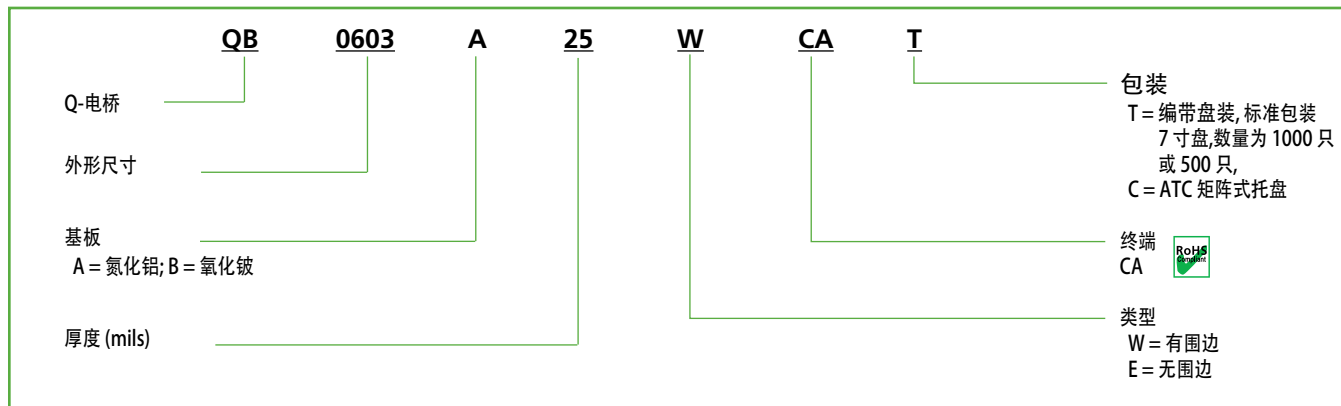 QB 0603 A 25 W CA T
Q-电桥
外形尺寸
基板
A = 氮化铝; B = 氧化铍
厚度 (mils)
包装
T = 编带盘装, 标准包装
7 寸盘,数量为 1000 只
或 500 只,
C = ATC 矩阵式托盘
终端
CA
RoHS
Compliant
类型
W = 有围边
E = 无围边